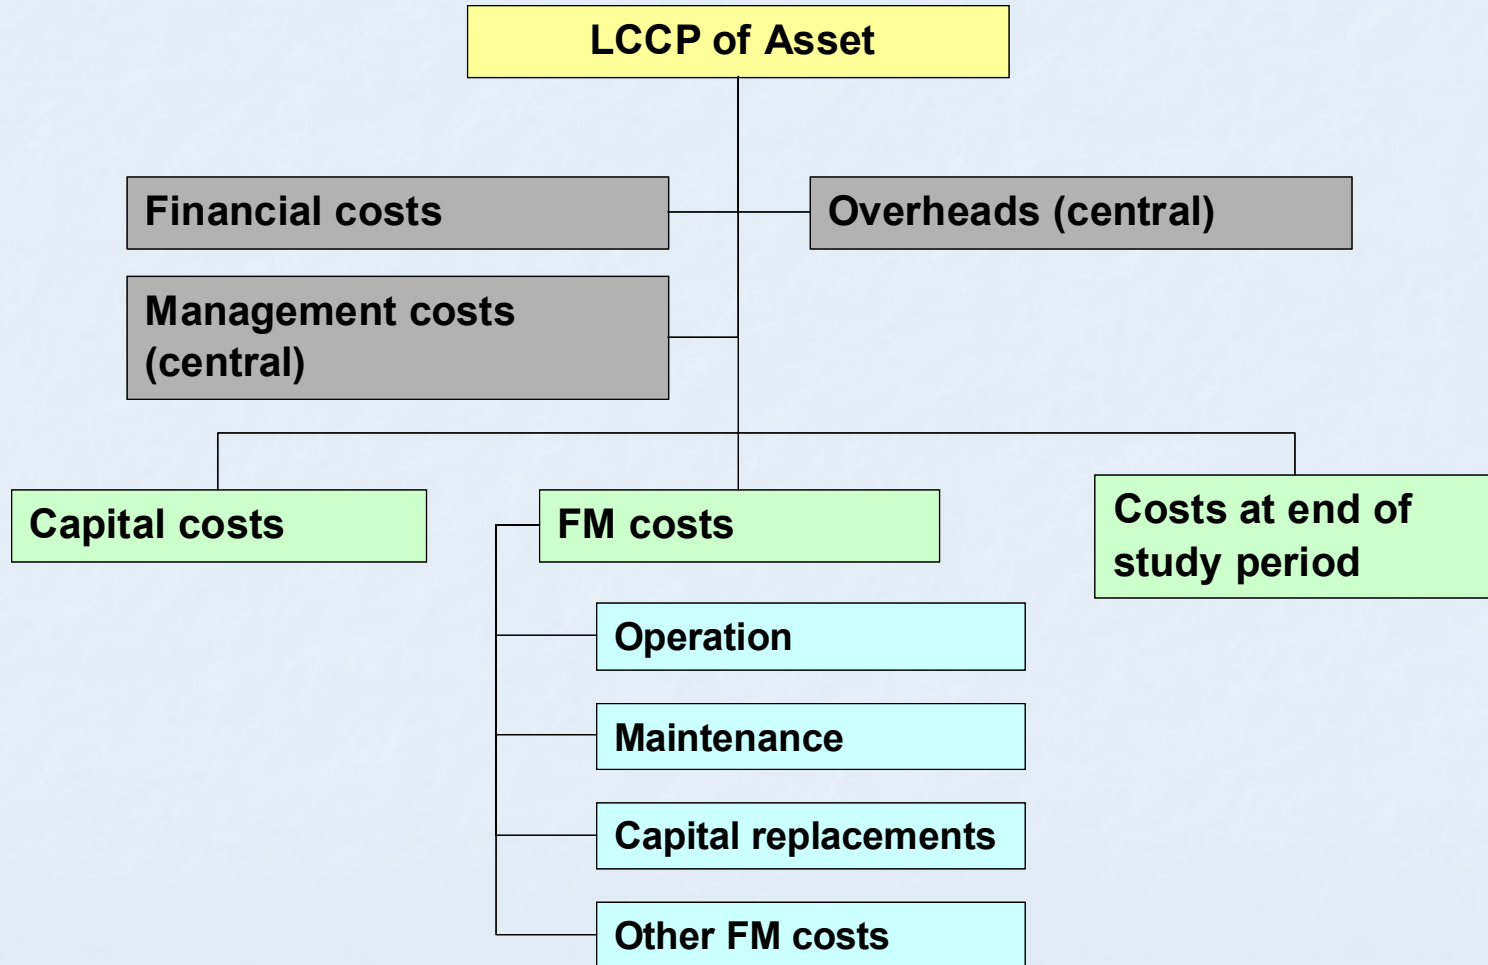 LCCP of Asset
Financial costs
Overheads (central)
Management costs
(central)
Capital costs
FM costs
Costs at end of
study period
Operation
Maintenance
Capital replacements
Other FM costs